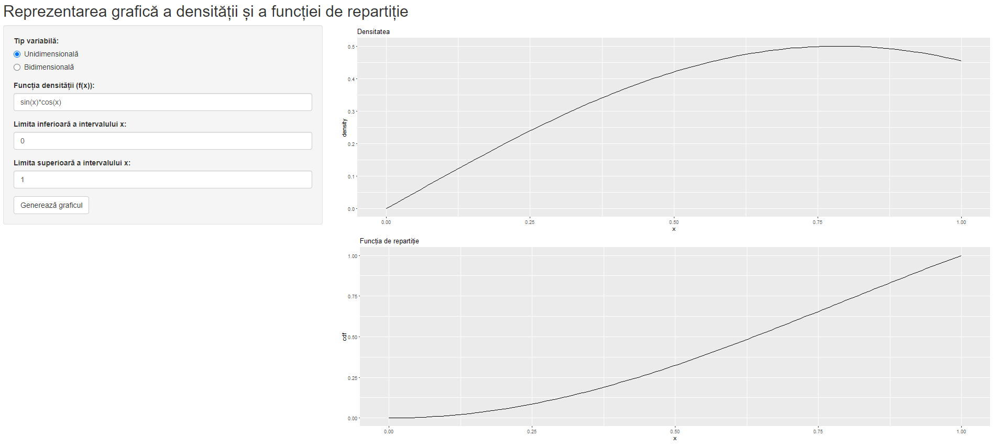 Reprezentarea grafică a densității și a funcției de repartiție
Tip variabilă:
Unidimensională
Bidimensională
Funcția densității (f(x)):
sin(x)*cos(x)
Limita inferioară a intervalului x:
0
Limita superioară a intervalului x:
1
Generează graficul
Densitatea
0.5
0.4
0.3
0.2
0.1
0.0
density
0.00 0.25 0.50 0.75 1.00
x
Funcția de repartiție
1.00
0.75
0.50
0.25
0.00
cdf
0.00 0.25 0.50 0.75 1.00
x